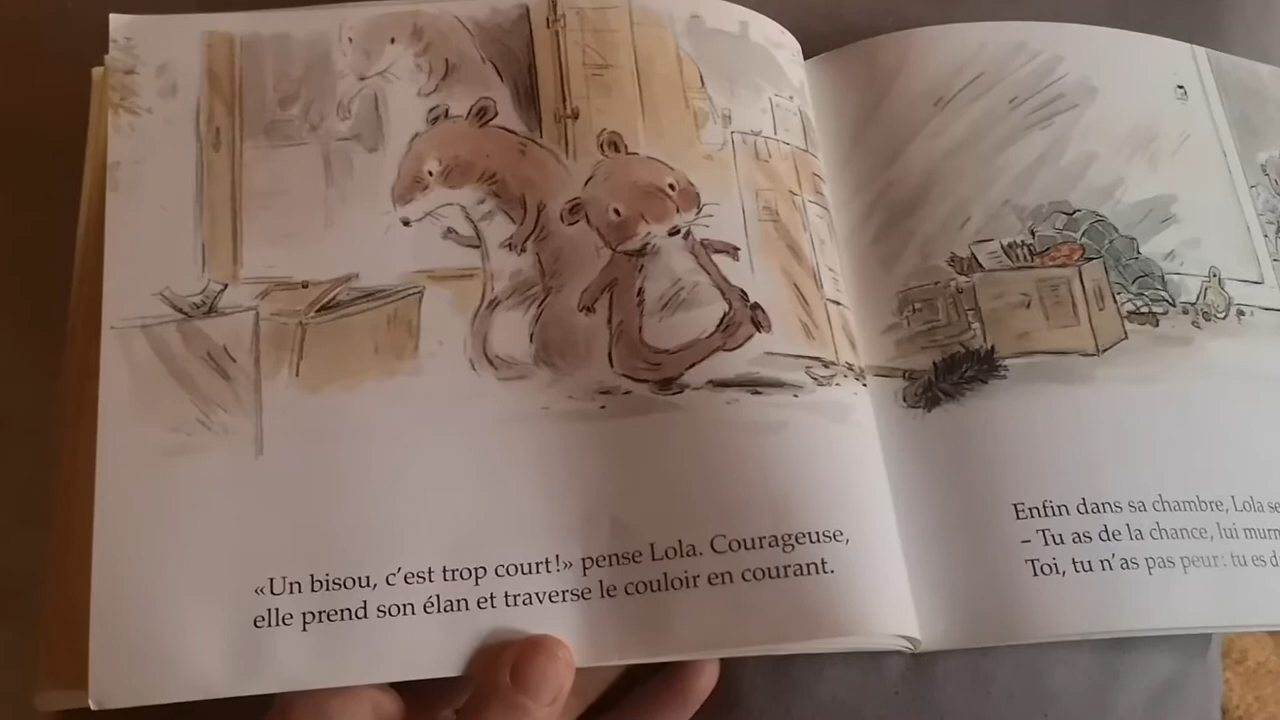 «Un bisou, c'est trop court!» pense Lola. Courageuse,
elle prend son élan et traverse le couloir en courant.
Enfin dans sa chambre, Lola
– Tu as de la chance, lui
Toi, tu n'as pas peur: tu es